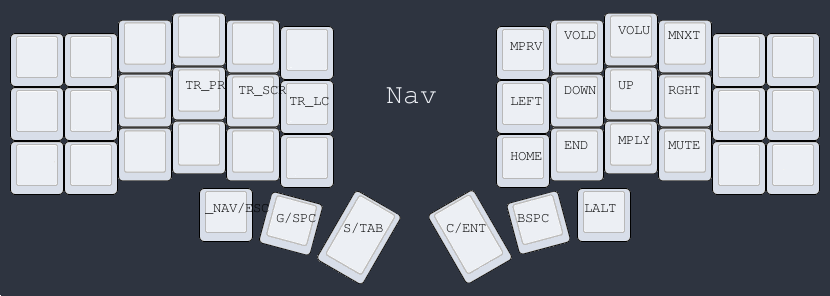 MPRV VOLD VOLU MNXT
TR_PR TR_SCR TR_LC
Nav
LEFT DOWN UP RGHT
HOME END MPLY MUTE
_NAV/ESC G/SPC S/TAB C/ENT BSPC LALT